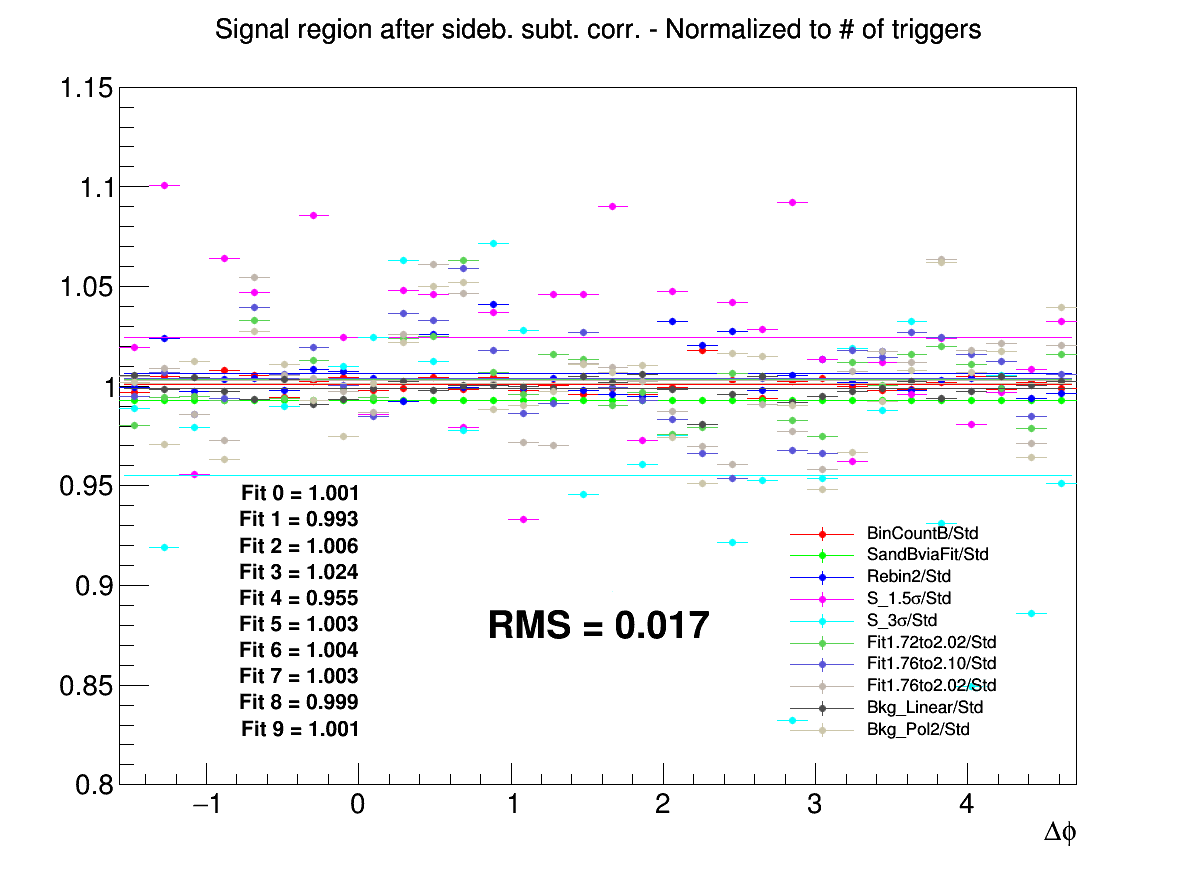 Signal region after sideb. subt. corr. - Normalized to # of triggers
1.15
1.1
1.05
1
0.95
0.9
0.85
0.8
Fit 0 = 1.001
Fit 1 = 0.993
Fit 2 = 1.006
Fit 3 = 1.024
Fit 4 = 0.955
Fit 5 = 1.003
Fit 6 = 1.004
Fit 7 = 1.003
Fit 8 = 0.999
Fit 9 = 1.001
RMS = 0.017
BinCountB/Std
SandBviaFit/Std
Rebin2/Std
S_1.5σ/Std
S_3σ/Std
Fit1.72to2.02/Std
Fit1.76to2.10/Std
Fit1.76to2.02/Std
Bkg_Linear/Std
Bkg_Pol2/Std
−1 0 1 2 3 4
Δϕ